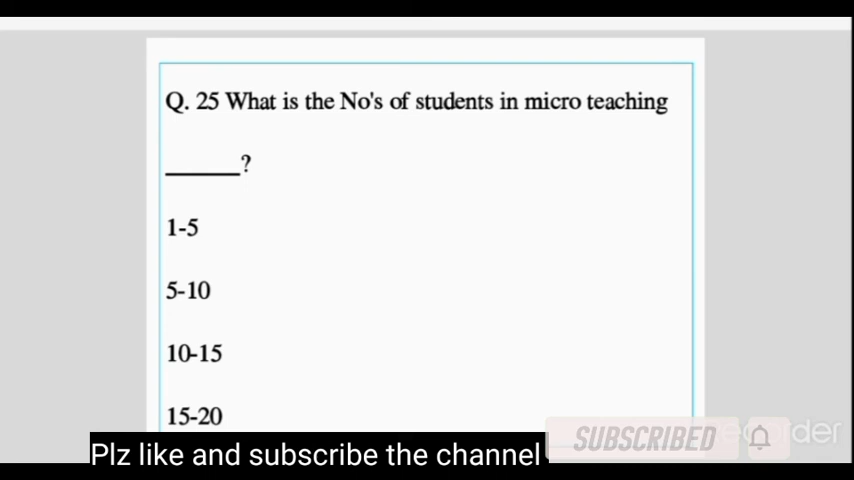 Q. 25 What is the No's of students in micro teaching
______?
1-5
5-10
10-15
15-20
Plz like and subscribe the channel
SUBSCRIBED